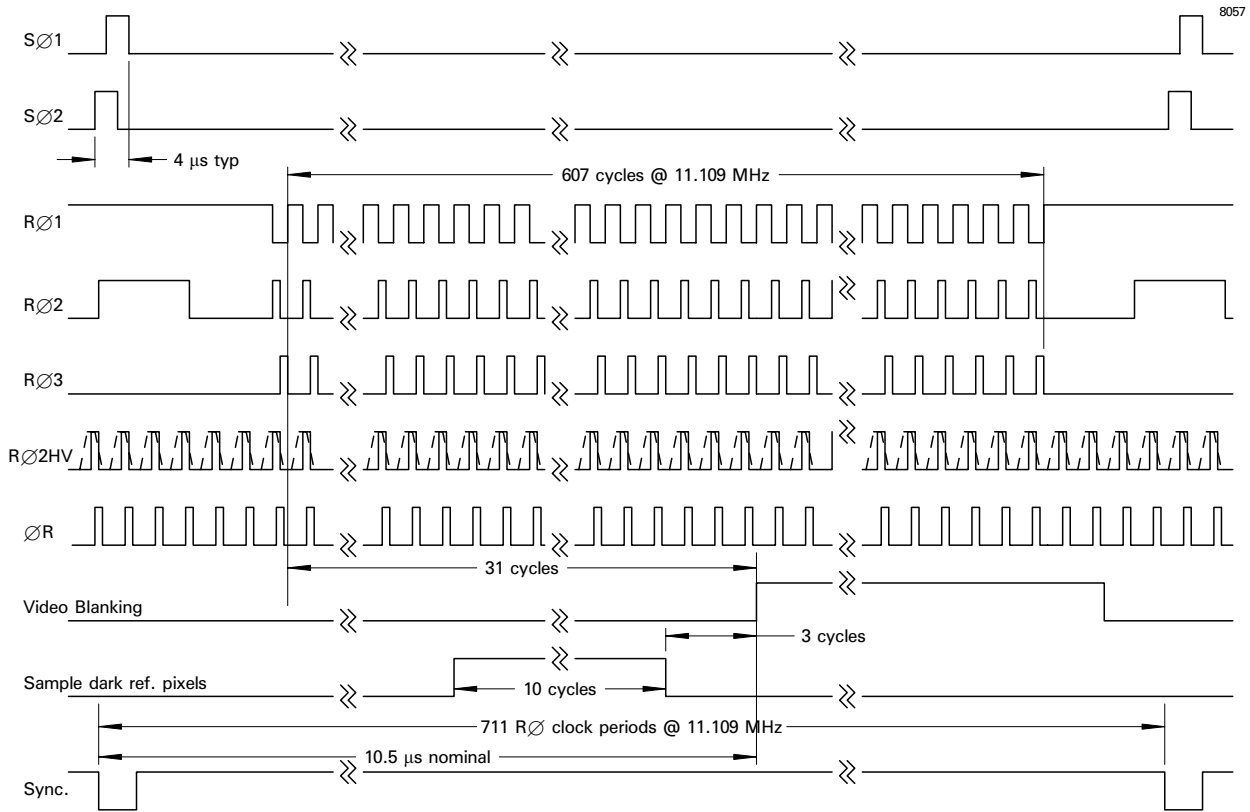 8057
SØ1
SØ2
4 μs typ
607 cycles @ 11.109 MHz
RØ1
RØ2
RØ3
RØ2HV
ØR
31 cycles
Video Blanking
3 cycles
Sample dark ref. pixels
10 cycles
711 RØ clock periods @ 11.109 MHz
10.5 μs nominal
Sync.